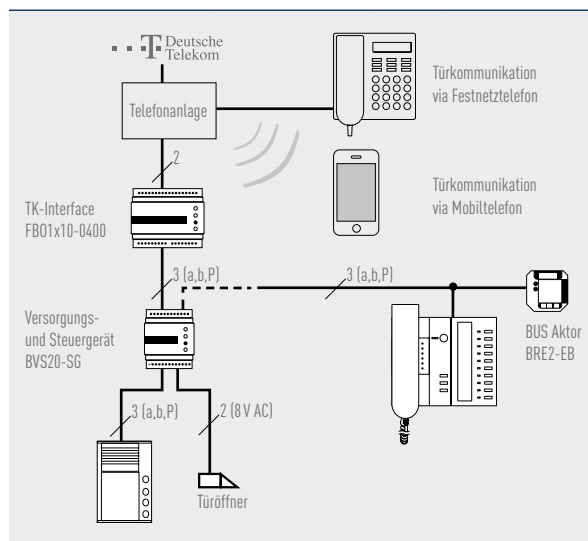 Deutsche
Telekom
Telefonanlage
Türkommunikation
via Festnetztelefon
2
Türkommunikation
via Mobiltelefon
TK-Interface
FB01x10-0400
3 (a,b,P)
3 (a,b,P)
Versorgungs-
und Steuergerät
BVS20-SG
BUS Aktor
BRE2-EB
3 (a,b,P)
2 (8 V AC)
Türöffner